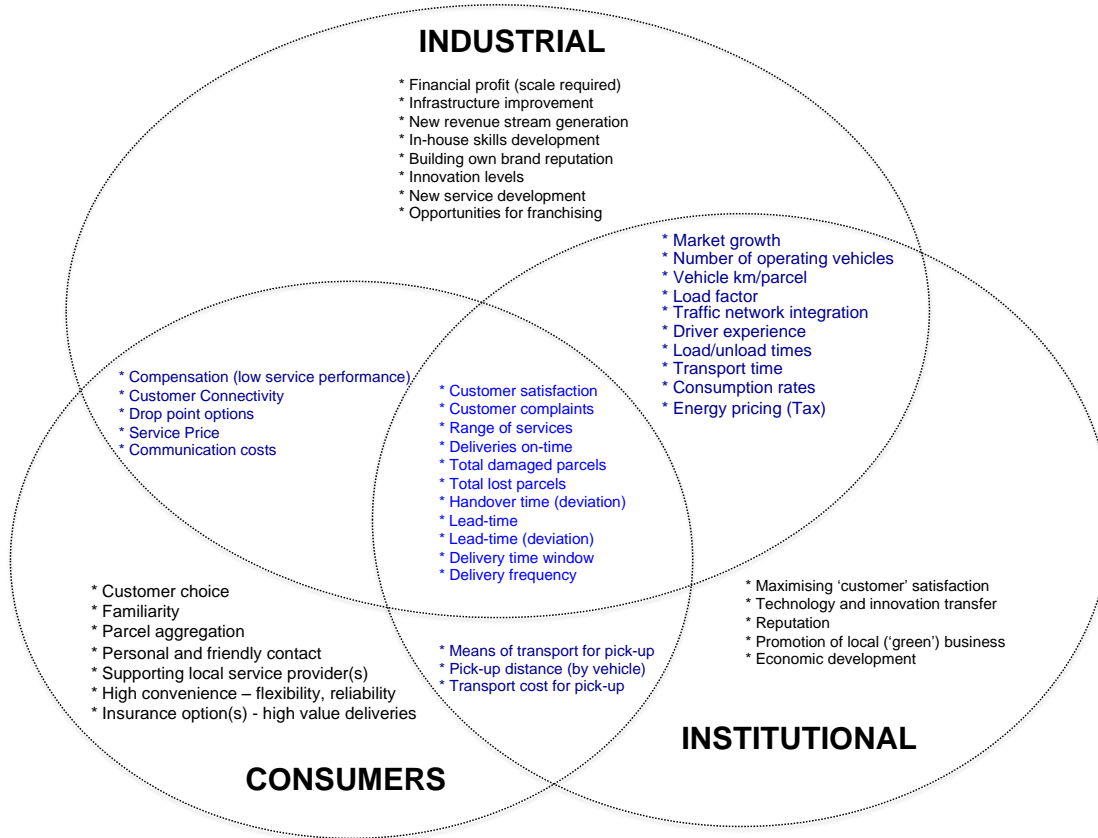 INDUSTRIAL
* Financial profit (scale required)
* Infrastructure improvement
* New revenue stream generation
* In-house skills development
* Building own brand reputation
* Innovation levels
* New service development
* Opportunities for franchising
* Market growth
* Number of operating vehicles
* Vehicle km/parcel
* Load factor
* Traffic network integration
* Driver experience
* Load/unload times
* Transport time
* Consumption rates
* Energy pricing (Tax)
* Compensation (low service performance)
* Customer Connectivity
* Drop point options
* Service Price
* Communication costs
* Customer satisfaction
* Customer complaints
* Range of services
* Deliveries on-time
* Total damaged parcels
* Total lost parcels
* Handover time (deviation)
* Lead-time
* Lead-time (deviation)
* Delivery time window
* Delivery frequency
* Customer choice
* Familiarity
* Parcel aggregation
* Personal and friendly contact
* Supporting local service provider(s)
* High convenience – flexibility, reliability
* Insurance option(s) - high value deliveries
* Means of transport for pick-up
* Pick-up distance (by vehicle)
* Transport cost for pick-up
* Maximising ‘customer’ satisfaction
* Technology and innovation transfer
* Reputation
* Promotion of local (‘green’) business
* Economic development
INSTITUTIONAL
CONSUMERS